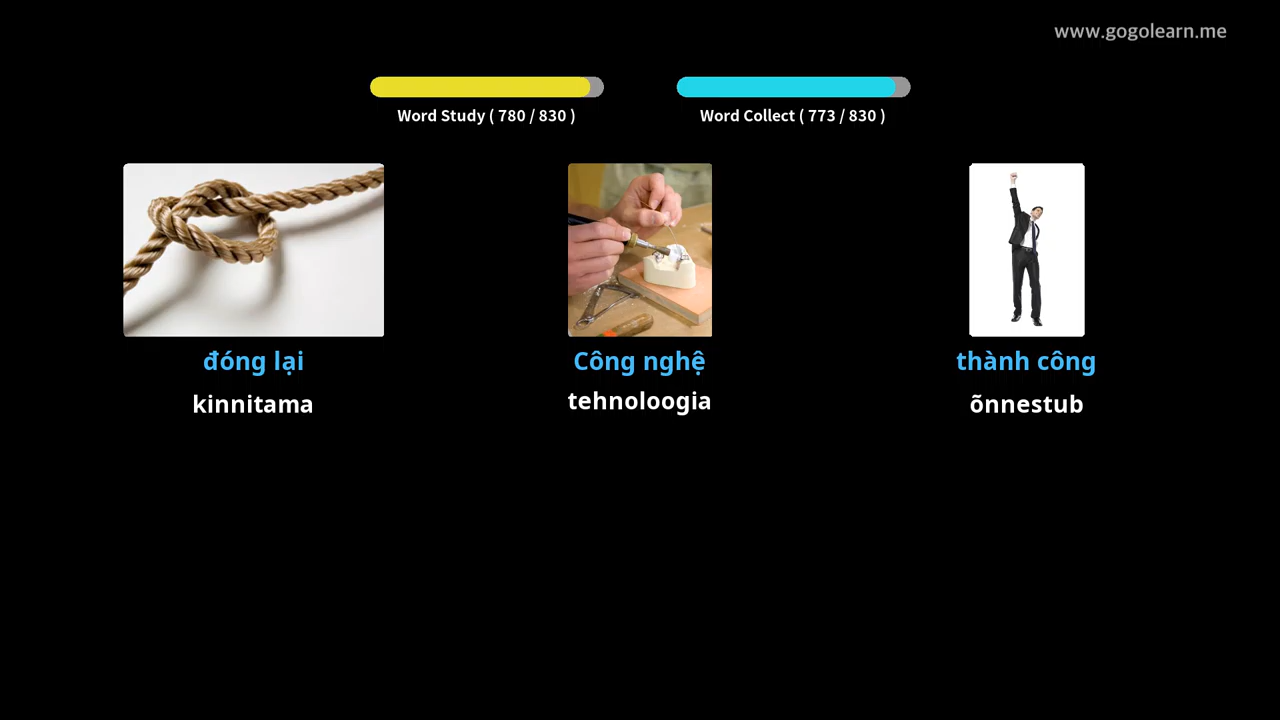 www.gogolearn.me
Word Study ( 780 / 830 )
Word Collect ( 773 / 830 )
đóng lại
Công nghệ
thành công
kinnitama
tehnoloogia
õnnestub